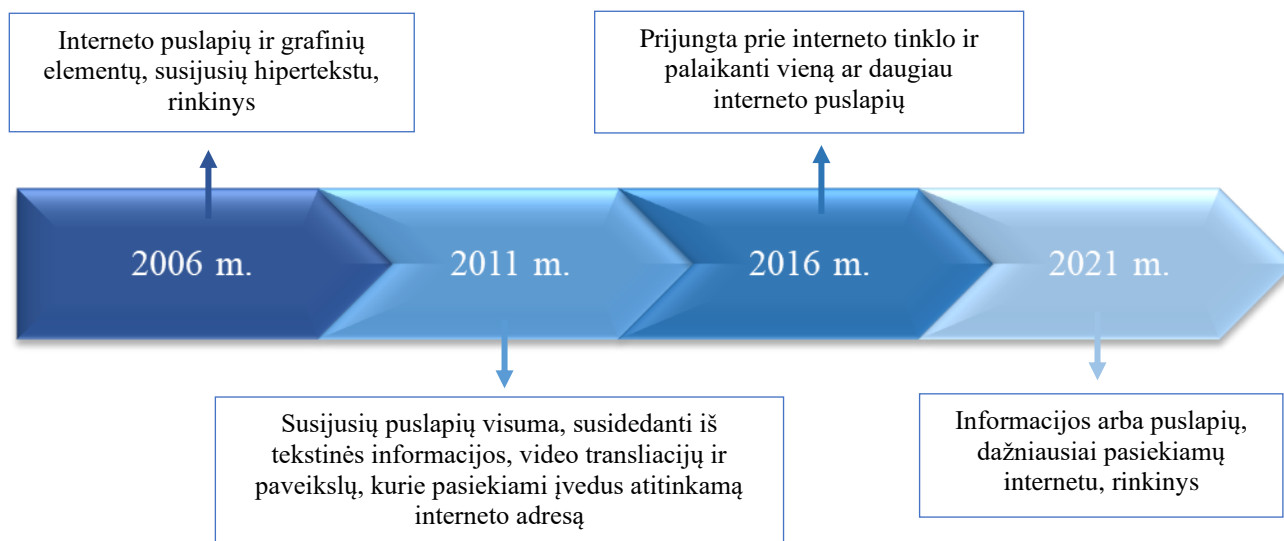 Interneto puslapių ir grafinių
elementų, susijusių hipertekstu,
rinkinys
Prijungta prie interneto tinklo ir
palaikanti vieną ar daugiau
interneto puslapių
2006 m.
2011 m.
2016 m.
2021 m.
Susijusių puslapių visuma, susidedanti iš
tekstinės informacijos, video transliacijų ir
paveikslų, kurie pasiekiami įvedus atitinkamą
interneto adresą
Informacijos arba puslapių,
dažniausiai pasiekiamų
internetu, rinkinys